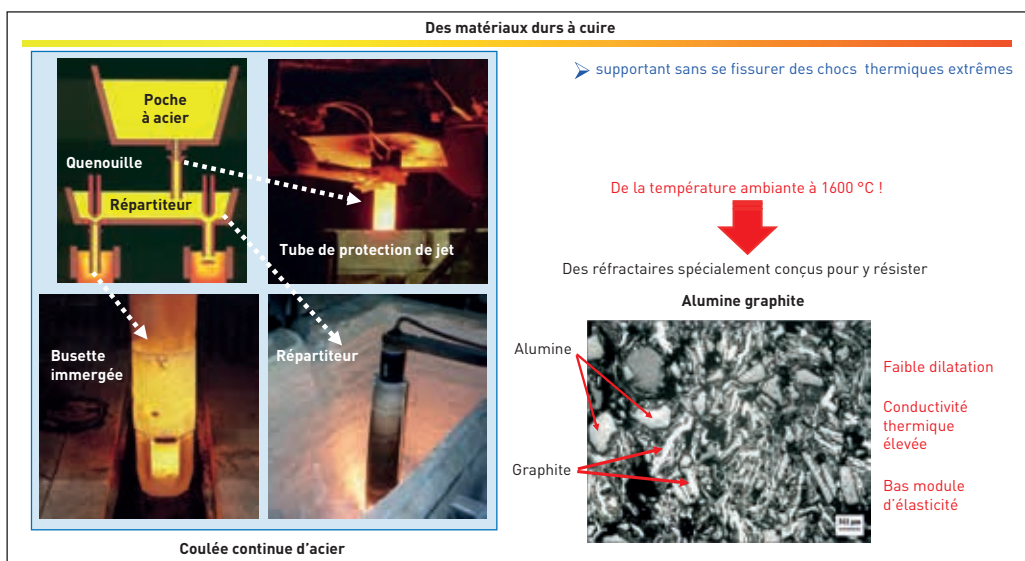 Des matériaux durs à cuire
Poche
à acier
Quenouille
Répartiteur
Tube de protection de jet
Busette
immergée
Répartiteur
Coulée continue d'acier
➢ supportant sans se fissurer des chocs thermiques extrêmes
De la température ambiante à 1600 °C !
Des réfractaires spécialement conçus pour y résister
Alumine graphite
Alumine
Graphite
Faible dilatation
Conductivité
thermique
élevée
Bas module
d'élasticité